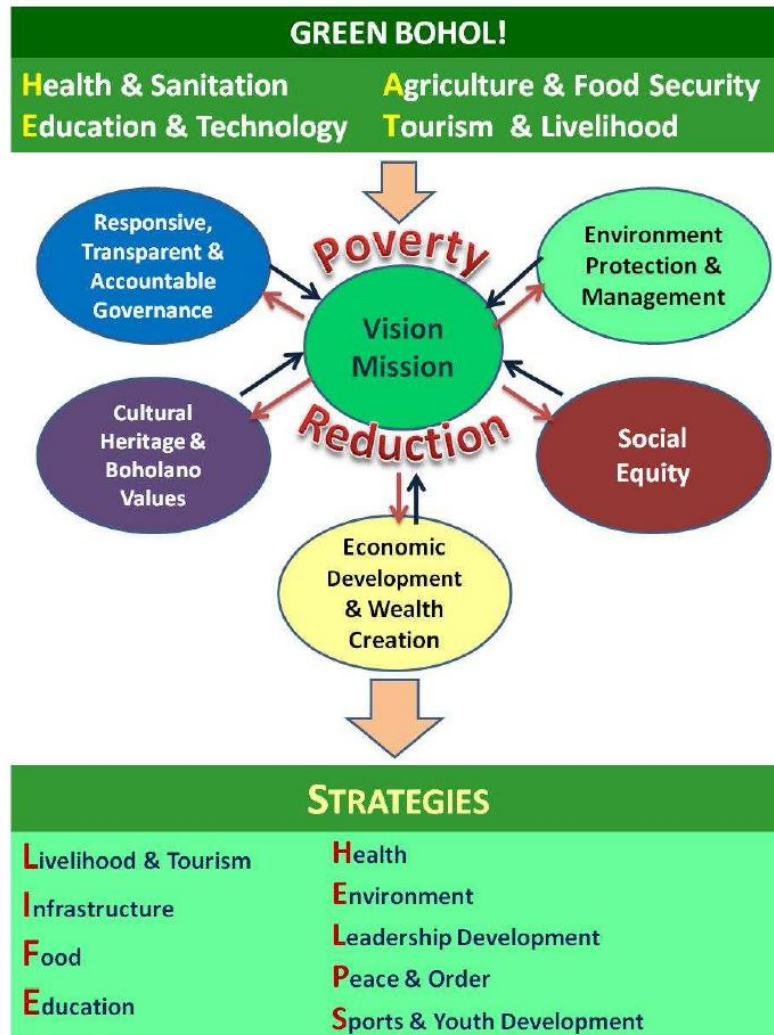 GREEN BOHOL!
Health & Sanitation
Education & Technology
Agriculture & Food Security
Tourism & Livelihood
Responsive,
Transparent &
Accountable
Governance
Poverty
Environment
Protection &
Management
Vision
Mission
Cultural
Heritage &
Boholano
Values
Reduction
Social
Equity
Economic
Development
& Wealth
Creation
STRATEGIES
Livelihood & Tourism
Infrastructure
Food
Education
Health
Environment
Leadership Development
Peace & Order
Sports & Youth Development